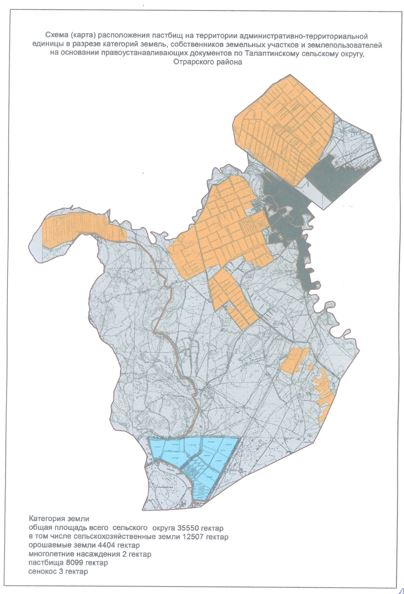 Схема (карта) расположения пастбищ на территории административно-территориальной
единицы в разрезе категорий земель, собственников земельных участков и землепользователей
на основании правоустанавливающих документов по Талаптинскому сельскому округу,
Отрарского района
Категория земли
общая площадь всего сельского округа 35550 гектар
в том числе сельскохозяйственные земли 12507 гектар
орошаемые земли 4404 гектар
многолетние насаждения 2 гектар
пастбища 8099 гектар
сенокос 3 гектар